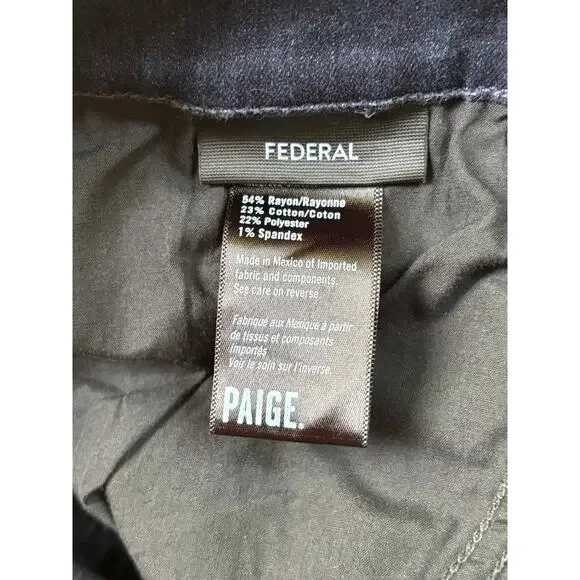 FEDERAL
54% Rayon/Rayonne
23% Cotton/Coton
22% Polyester
1% Spandex
Made in Mexico of Imported
fabric and components.
See care on reverse.
Fabriqué aux Mexique à partir
de tissus et composants
importés
Voir le soin sur l'inverse.
PAIGE.